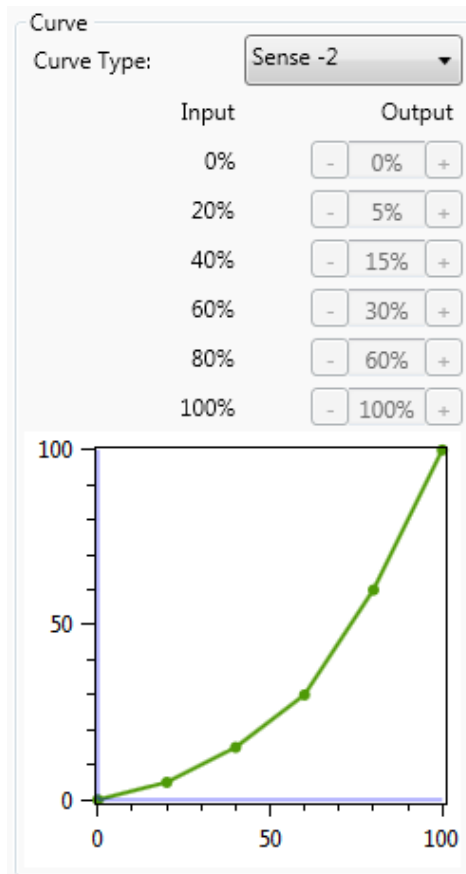 Curve
Curve Type: Sense -2
Input Output
0% - 0% +
20% - 5% +
40% - 15% +
60% - 30% +
80% - 60% +
100% - 100% +
100
50
0
0 50 100